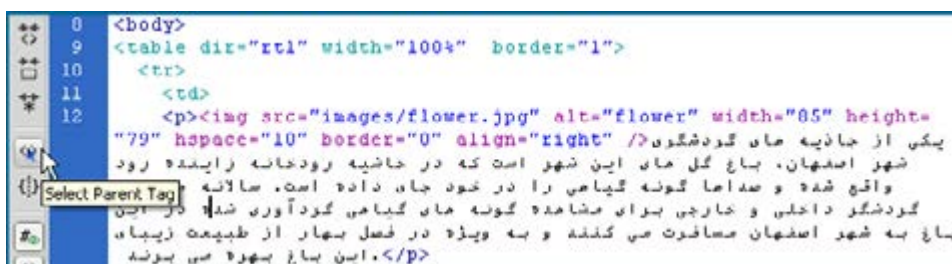 8 <body>
9 <table dir="rtl" width="100%" border="1">
10 <tr>
11 <td>
12 <p><img src="images/flower.jpg" alt="flower" width="85" height=
"79" hspace="10" border="0" align="right" />یکی از جاذبه های گردشگری
شهر اصفهان، باغ گل های این شهر است که در حاشیه رودخانه زاینده رود
واقع شده و صدها گونه گیاهی را در خود جای داده است. سالانه
Select Parent Tag
گردشگر داخلی و خارجی برای مشاهده گونه های گیاهی گردآوری شده در این
باغ به شهر اصفهان مسافرت می کنند و به ویژه در فصل بهار از طبیعت زیبای
این باغ بهره می برند.</p>